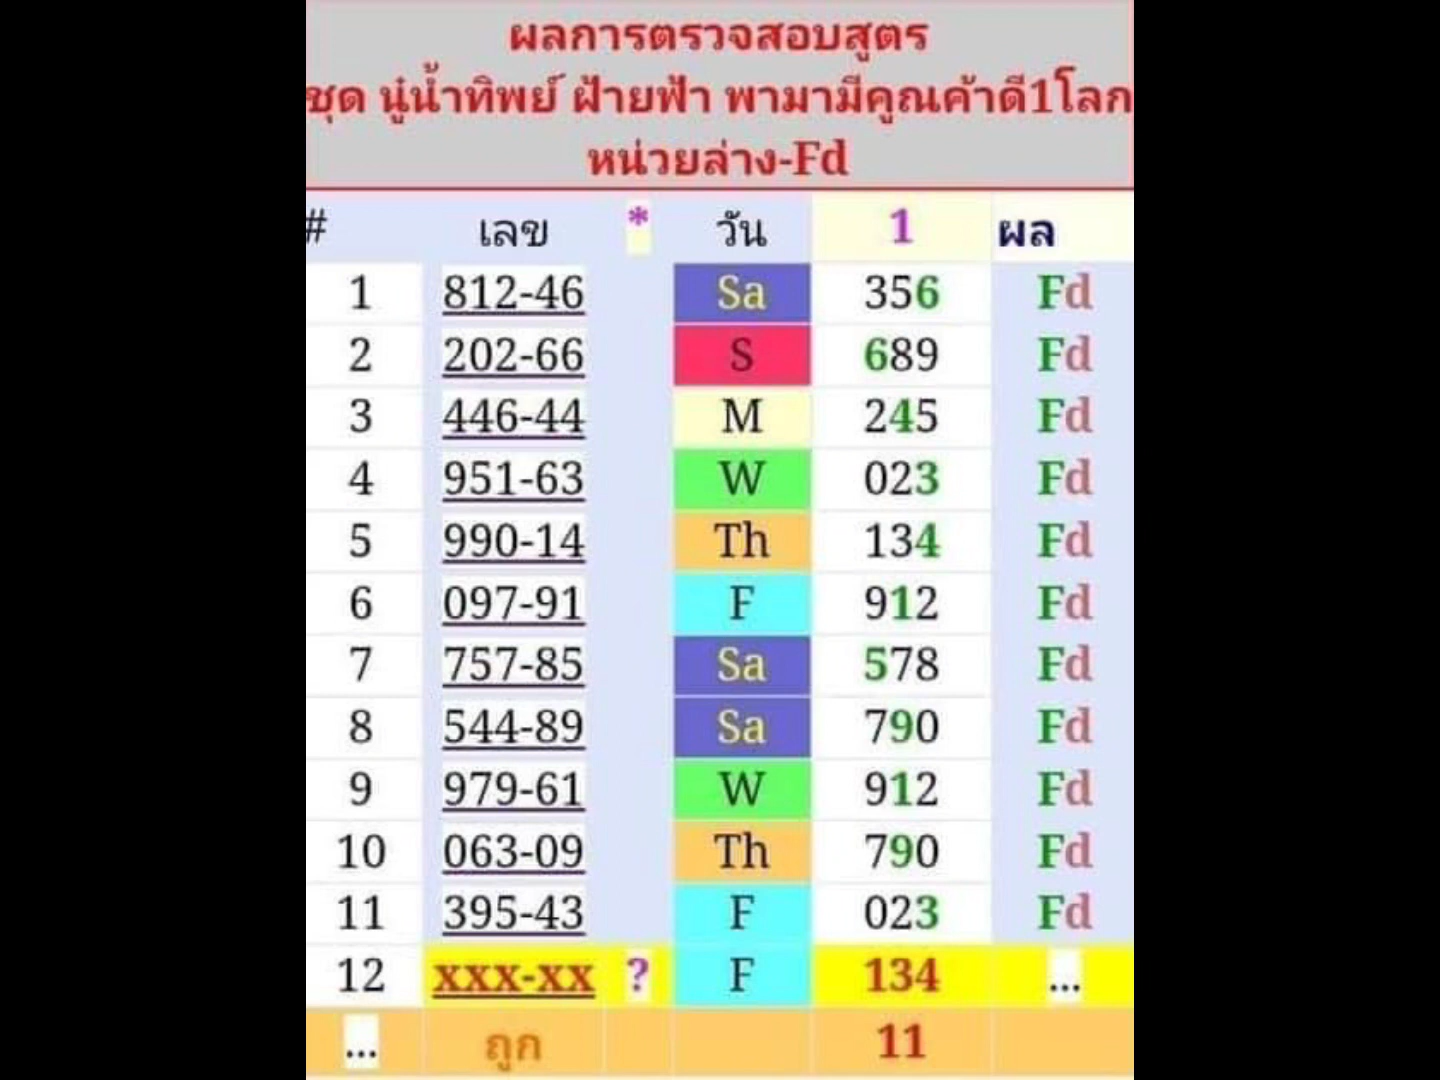 ผลการตรวจสอบสูตร
ชุด นู๋น้ำทิพย์ ฝ้ายฟ้า พามามีคูณค้าดี1โลก
หน่วยล่าง-Fd
# เลข * วัน 1 ผล
1 812-46 Sa 356 Fd
2 202-66 S 689 Fd
3 446-44 M 245 Fd
4 951-63 W 023 Fd
5 990-14 Th 134 Fd
6 097-91 F 912 Fd
7 757-85 Sa 578 Fd
8 544-89 Sa 790 Fd
9 979-61 W 912 Fd
10 063-09 Th 790 Fd
11 395-43 F 023 Fd
12 xxx-xx ? F 134 ...
... ถูก 11